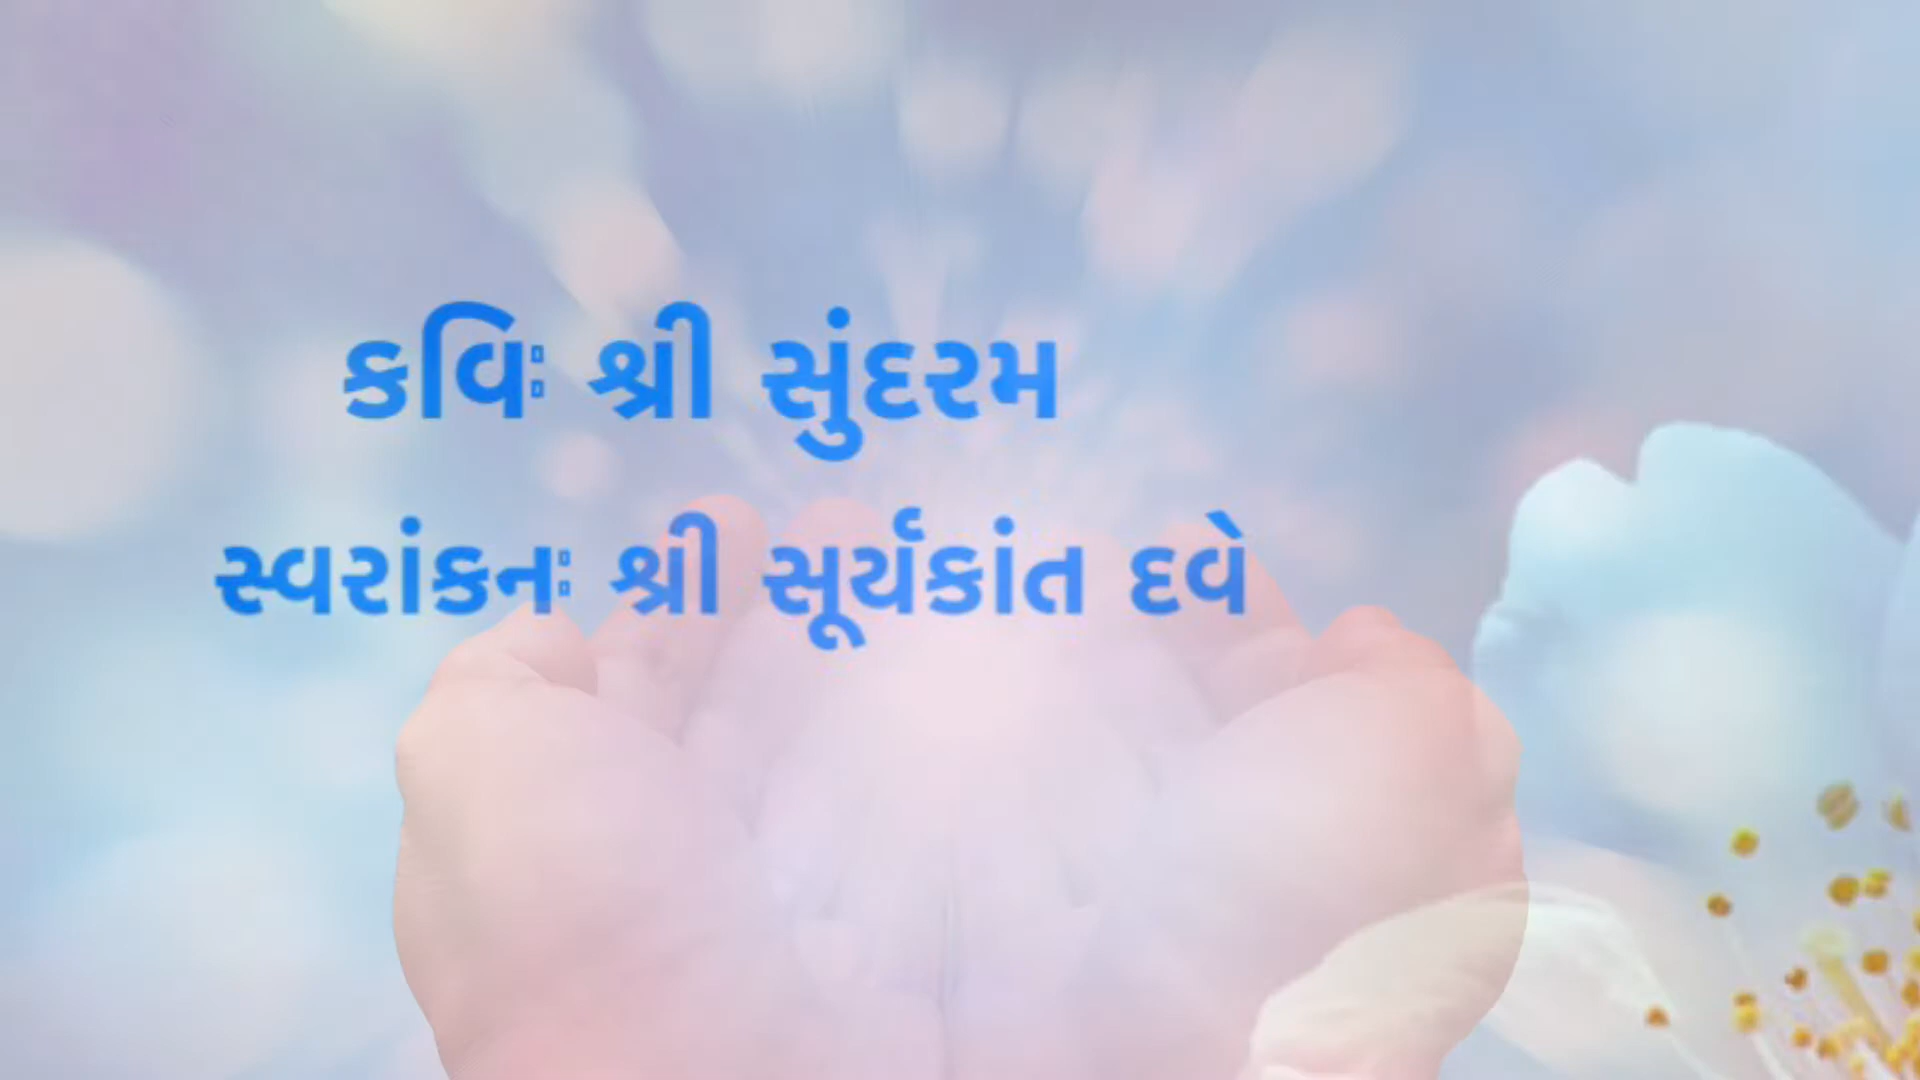 કવિઃ શ્રી સુંદરમ
સ્વરાંકનઃ શ્રી સૂર્યકાંત દવે